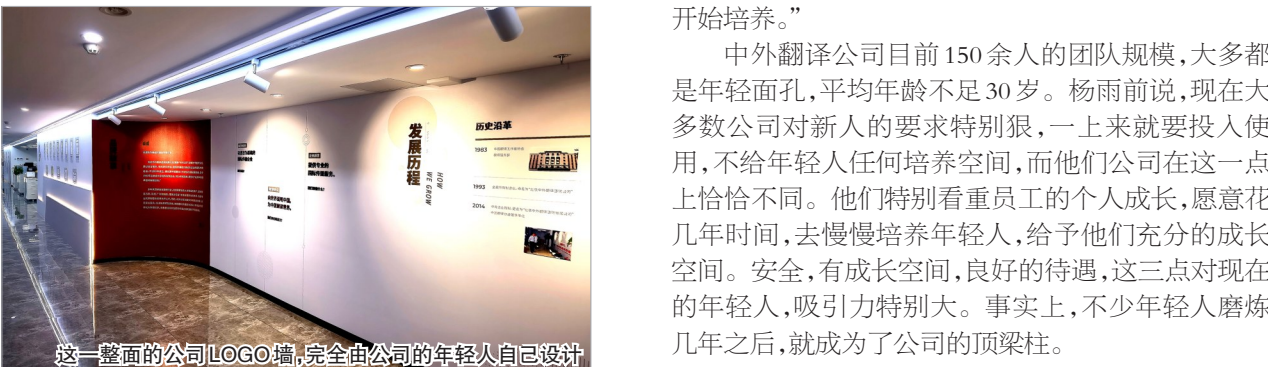 发展历程
HOW
WE GROW
历史沿革
1983
1993
2014
这一整面的公司LOGO墙,完全由公司的年轻人自己设计
开始培养。”
中外翻译公司目前150余人的团队规模,大多都
是年轻面孔,平均年龄不足30岁。杨雨前说,现在大
多数公司对新人的要求特别狠,一上来就要投入使
用,不给年轻人任何培养空间,而他们公司在这一点
上恰恰不同。他们特别看重员工的个人成长,愿意花
几年时间,去慢慢培养年轻人,给予他们充分的成长
空间。安全,有成长空间,良好的待遇,这三点对现在
的年轻人,吸引力特别大。事实上,不少年轻人磨炼
几年之后,就成为了公司的顶梁柱。